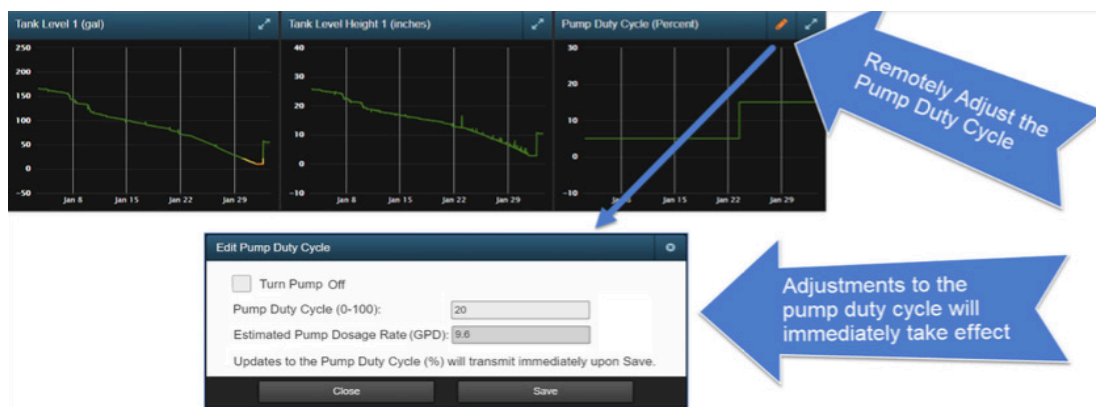 Tank Level 1 (gal)
250
200
150
100
50
0
-50
Jan 8 Jan 15 Jan 22 Jan 29
Tank Level Height 1 (inches)
40
30
20
10
0
-10
Jan 8 Jan 15 Jan 22 Jan 29
Pump Duty Cycle (Percent)
30
20
10
0
-10
Jan 15 Jan 22 Jan 29
Remotely Adjust the
Pump Duty Cycle
Edit Pump Duty Cycle
Turn Pump Off
Pump Duty Cycle (0-100): 20
Estimated Pump Dosage Rate (GPD): 9.6
Updates to the Pump Duty Cycle (%) will transmit immediately upon Save.
Close Save
Adjustments to the
pump duty cycle will
immediately take effect